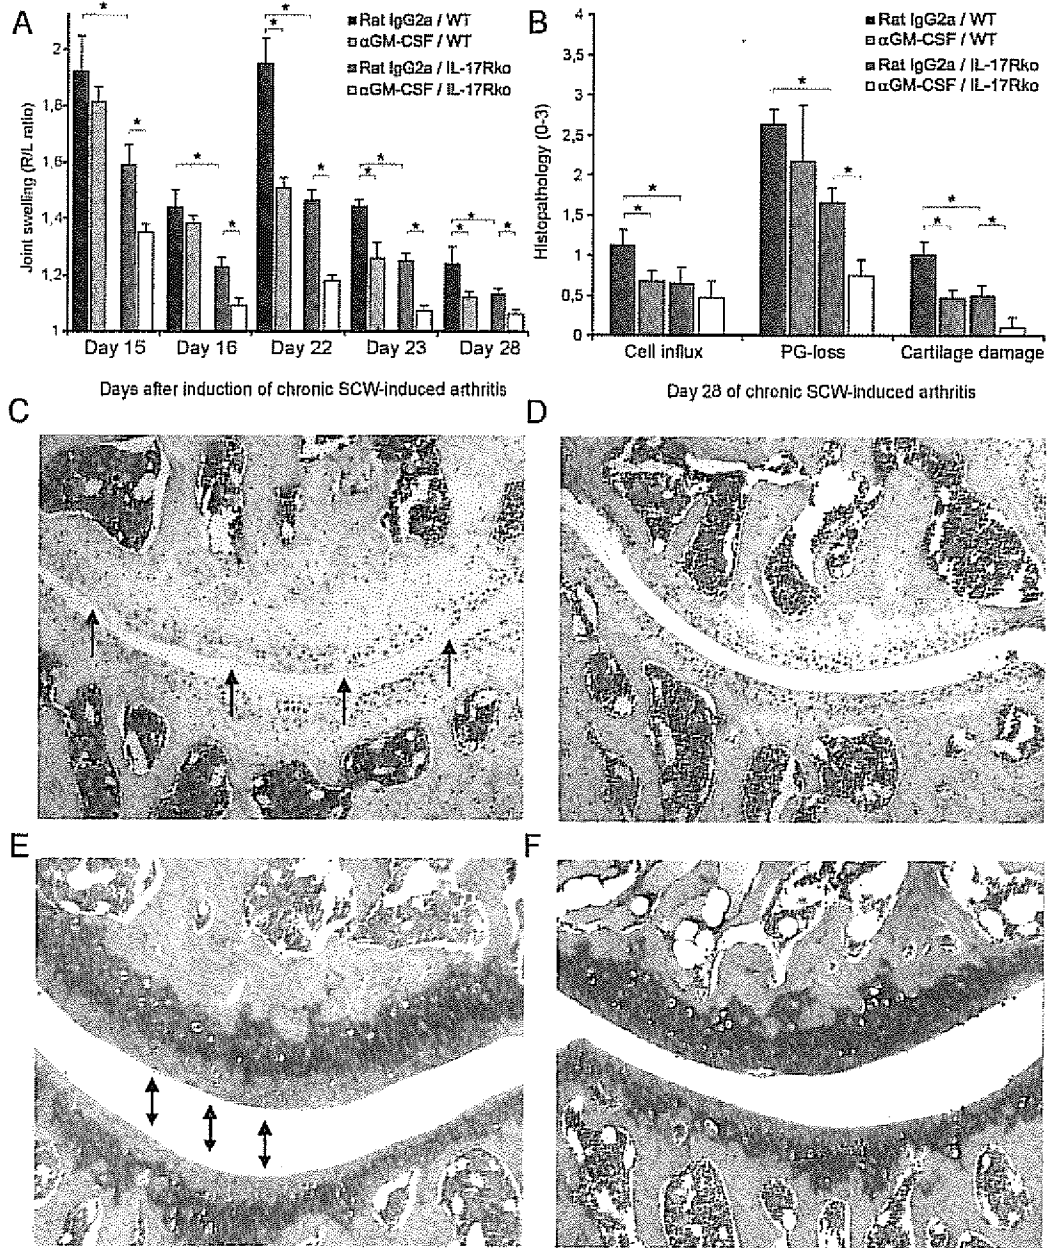 A
Rat IgG2a / WT
αGM-CSF / WT
Rat IgG2a / IL-17Rko
αGM-CSF / IL-17Rko
Joint swelling (R/L ratio)
2
1,8
1,6
1,4
1,2
1
* * * * * * * * * * * * *
Day 15 Day 16 Day 22 Day 23 Day 28
Days after induction of chronic SCW-induced arthritis
B
Rat IgG2a / WT
αGM-CSF / WT
Rat IgG2a / IL-17Rko
αGM-CSF / IL-17Rko
Histopathology (0-3)
4
3,5
3
2,5
2
1,5
1
0,5
0
* * * * * * *
Cell influx PG-loss Cartilage damage
Day 28 of chronic SCW-induced arthritis
C
D
E
F